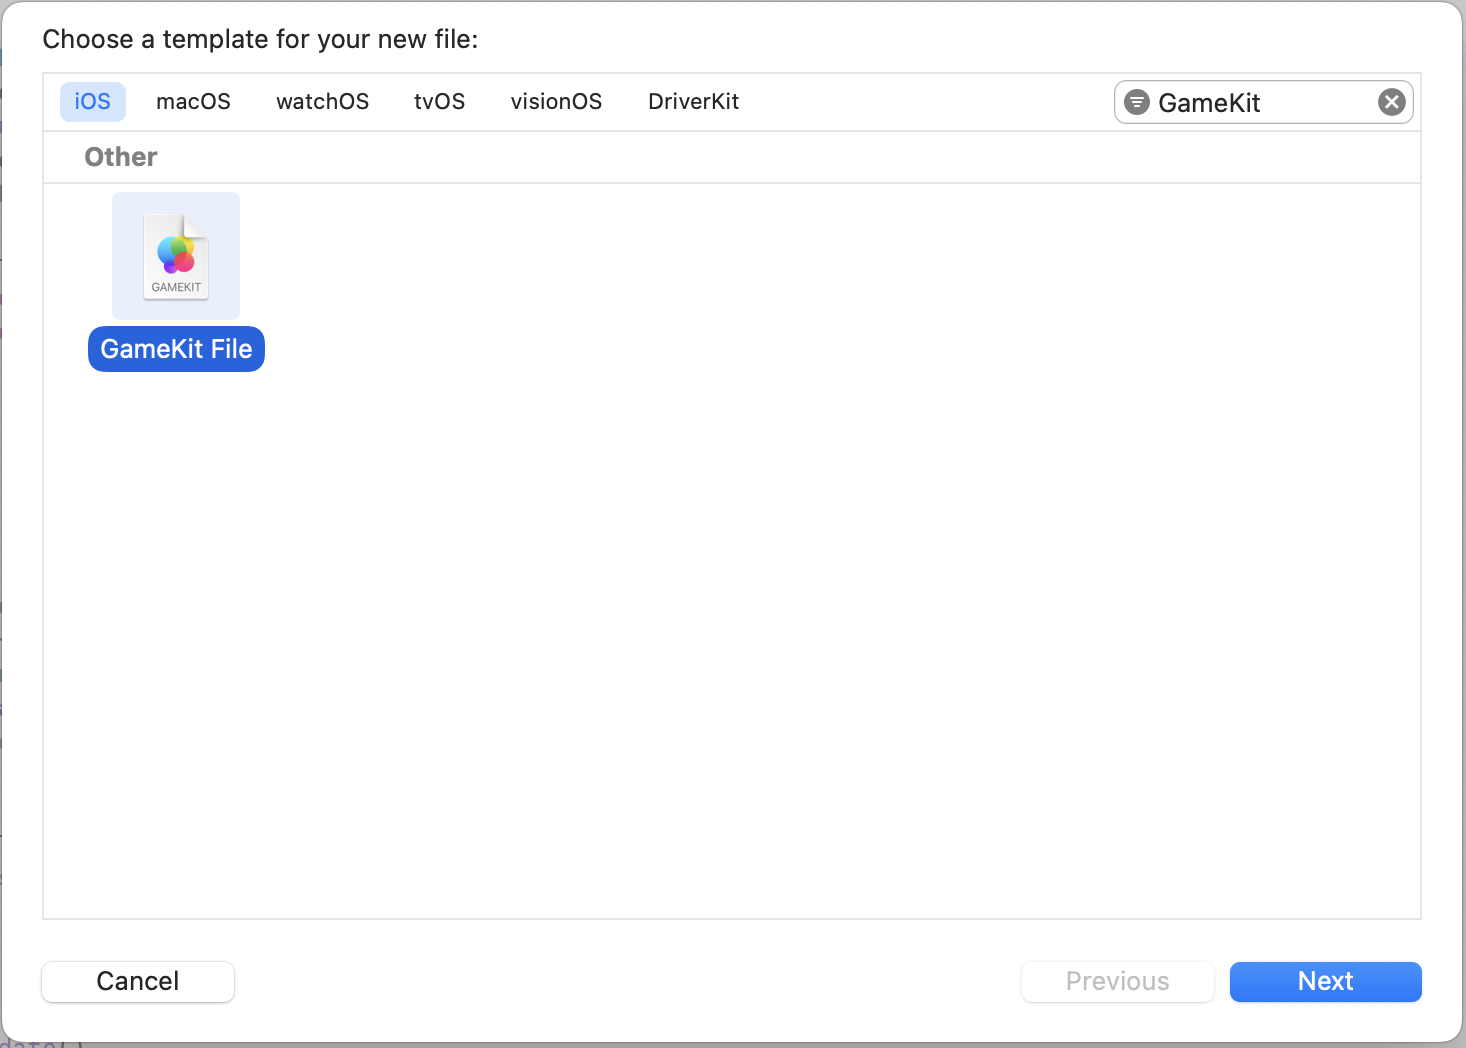 Choose a template for your new file:
iOS macOS watchOS tvOS visionOS DriverKit GameKit
Other
GAMEKIT
GameKit File
Cancel Previous Next